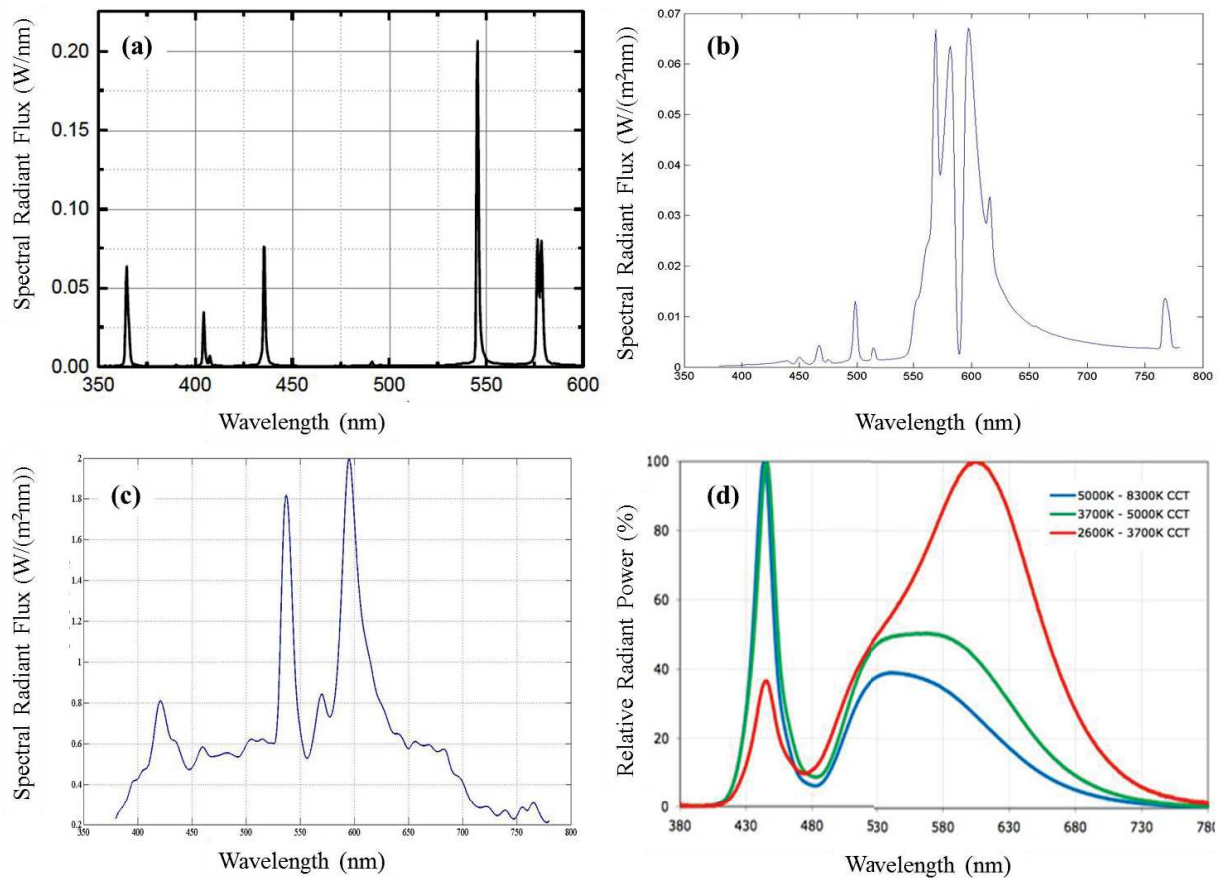 (a)
Spectral Radiant Flux (W/nm)
0.20
0.15
0.10
0.05
0.00
350 400 450 500 550 600
Wavelength (nm)
(b)
Spectral Radiant Flux (W/(m²nm))
0.07
0.06
0.05
0.04
0.03
0.02
0.01
0
350 400 450 500 550 600 650 700 750 800
Wavelength (nm)
(c)
Spectral Radiant Flux (W/(m²nm))
2
1.8
1.6
1.4
1.2
1
0.8
0.6
0.4
0.2
350 400 450 500 550 600 650 700 750 800
Wavelength (nm)
(d)
Relative Radiant Power (%)
100
80
60
40
20
0
5000K - 8300K CCT
3700K - 5000K CCT
2600K - 3700K CCT
380 430 480 530 580 630 680 730 780
Wavelength (nm)